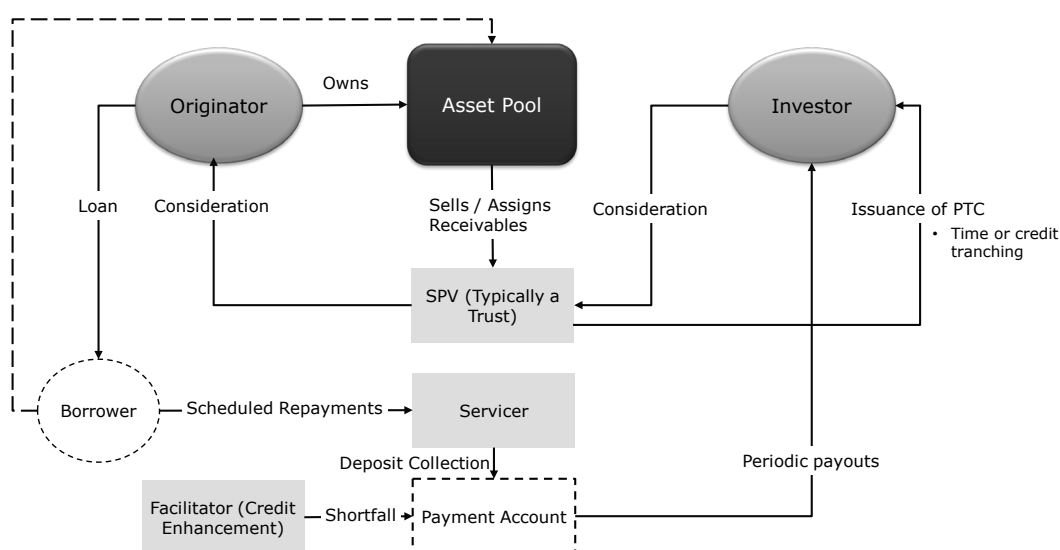 Owns
Originator
Asset Pool
Investor
Loan
Consideration
Sells / Assigns
Receivables
Consideration
Issuance of PTC
• Time or credit
tranching
SPV (Typically a
Trust)
Borrower
Scheduled Repayments
Servicer
Deposit Collection
Periodic payouts
Facilitator (Credit
Enhancement)
Shortfall
Payment Account